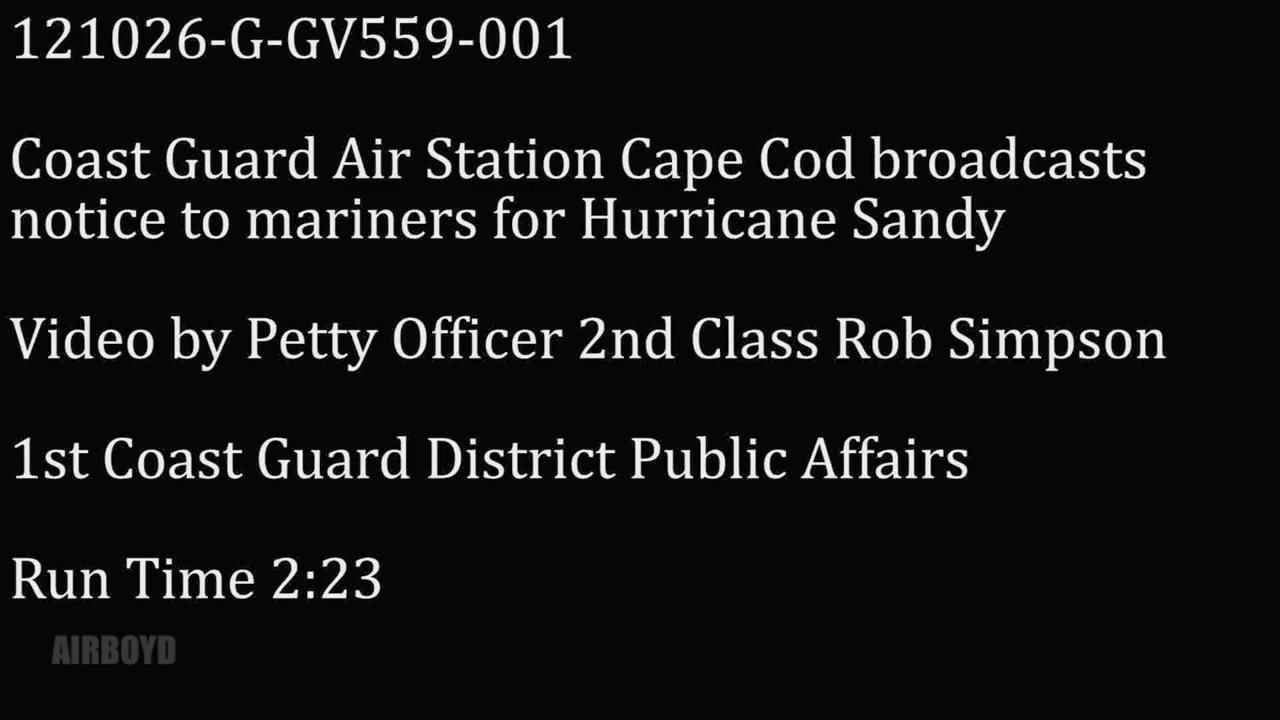 121026-G-GV559-001
Coast Guard Air Station Cape Cod broadcasts
notice to mariners for Hurricane Sandy
Video by Petty Officer 2nd Class Rob Simpson
1st Coast Guard District Public Affairs
Run Time 2:23
AIRBOYD